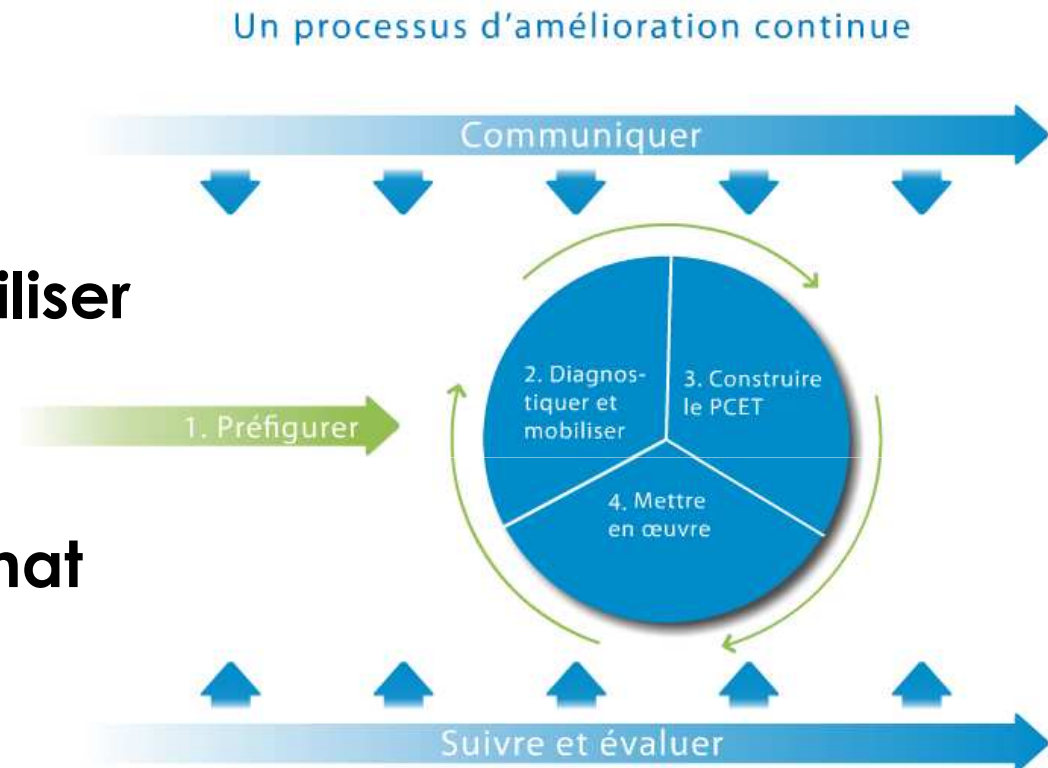 Un processus d'amélioration continue
Communiquer
iliser
2. Diagnos-
tiquer et
mobiliser
3. Construire
le PCET
1. Préfigurer
4. Mettre
en œuvre
nat
Suivre et évaluer